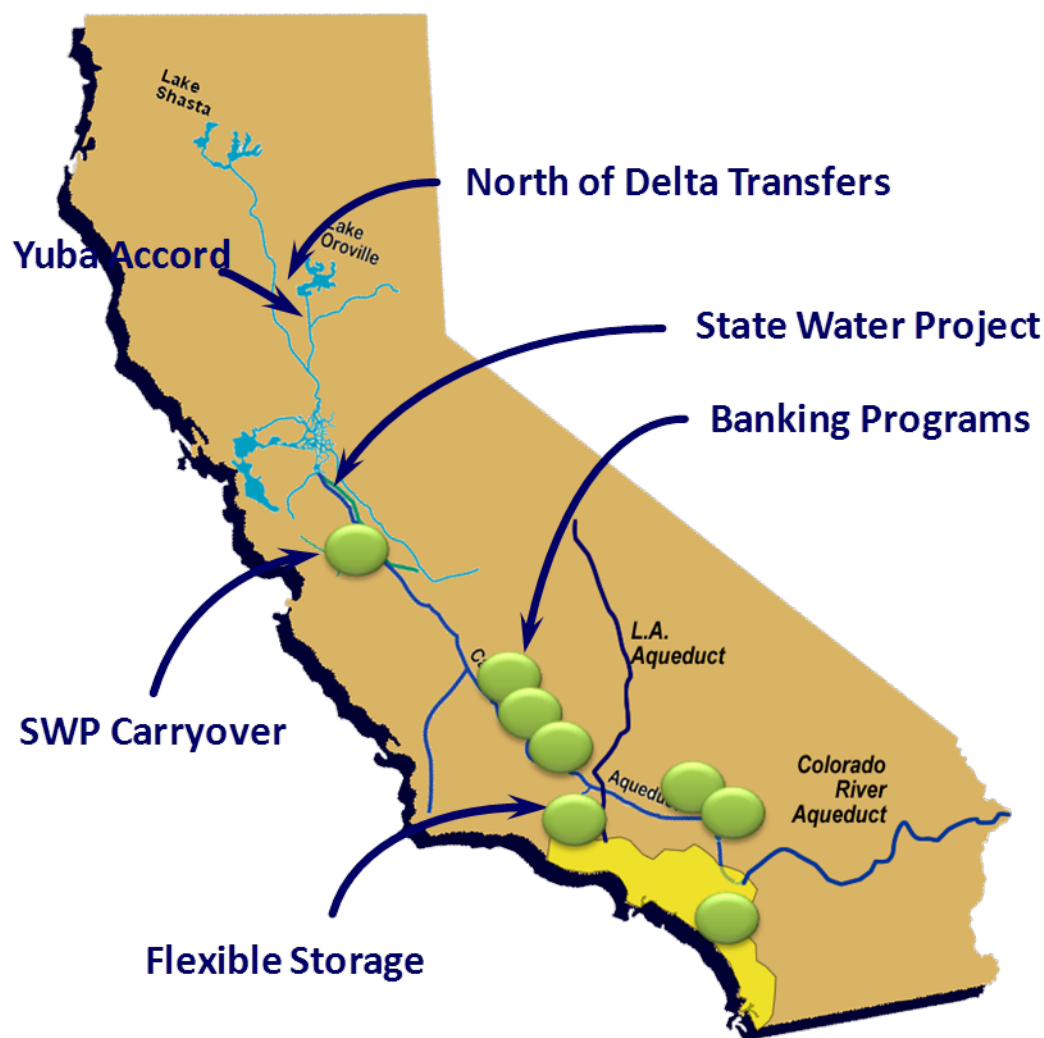 Lake
Shasta
North of Delta Transfers
Lake
Oroville
Yuba Accord
State Water Project
Banking Programs
L.A.
Aqueduct
SWP Carryover
Colorado
River
Aqueduct
Flexible Storage